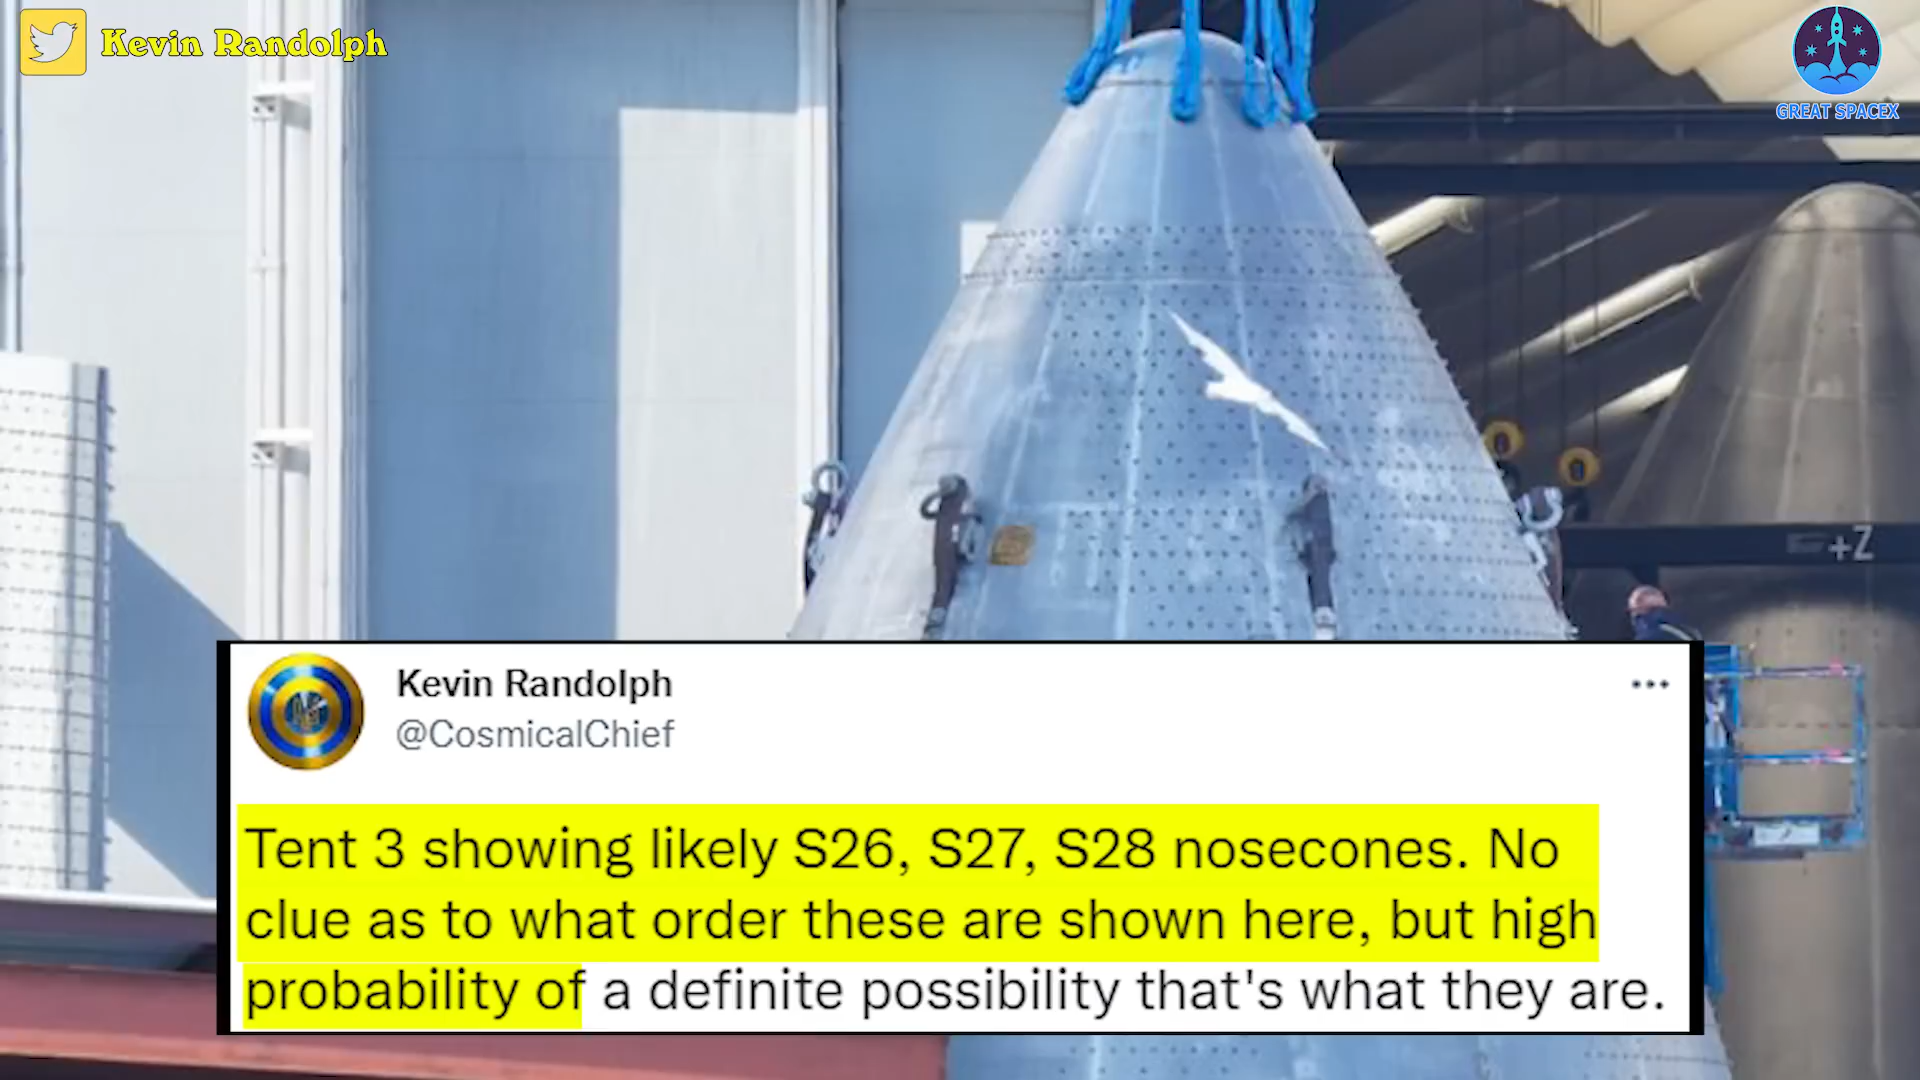 Kevin Randolph
GREAT SPACEX
+Z
Kevin Randolph
@CosmicalChief
Tent 3 showing likely S26, S27, S28 nosecones. No
clue as to what order these are shown here, but high
probability of a definite possibility that's what they are.